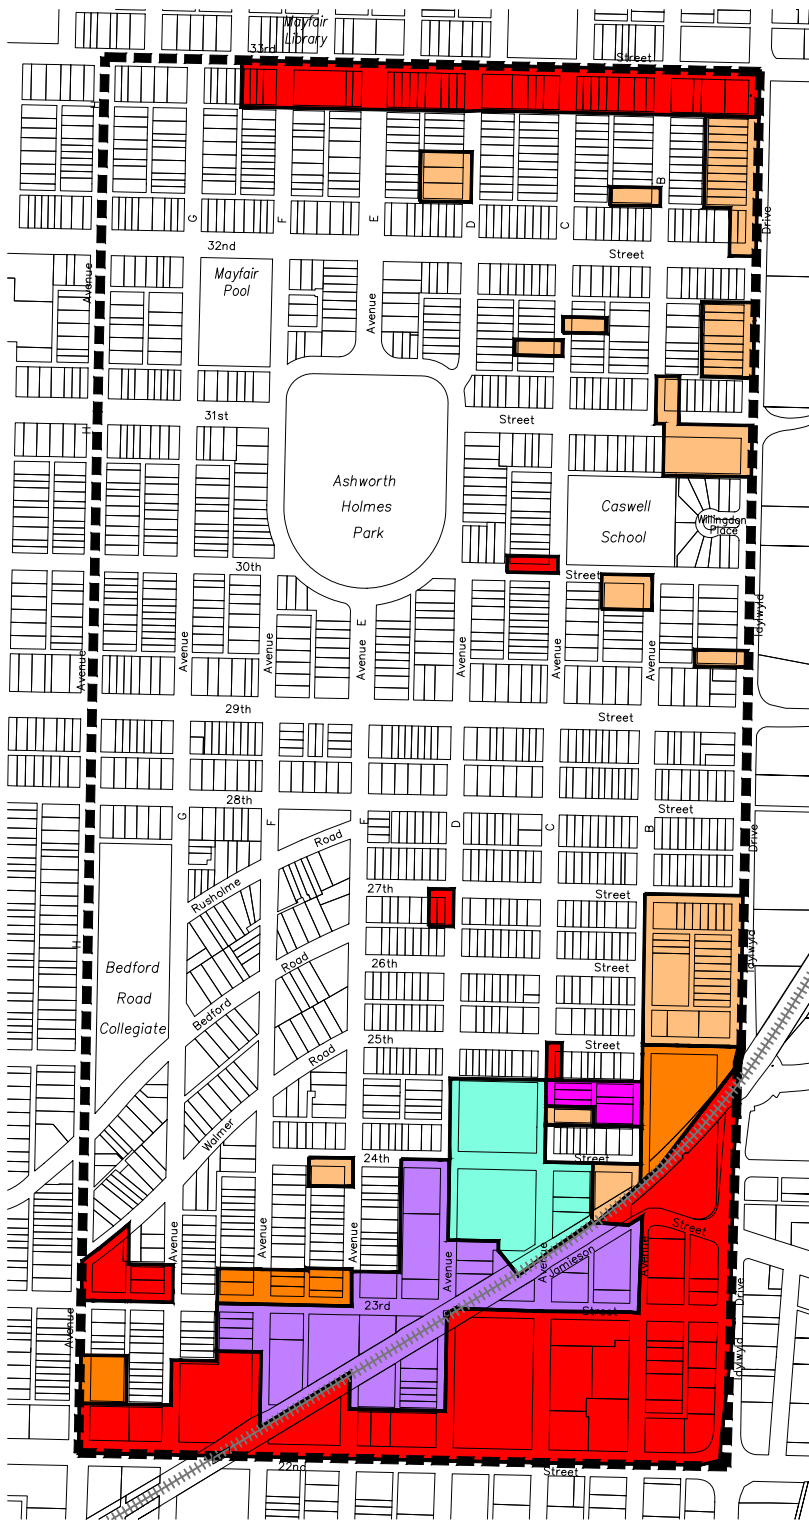 Mayfair
Library
33rd
Street
H
B
G
F
E
D
C
Drive
32nd
Street
Mayfair
Pool
Avenue
Avenue
31st
Street
H
Ashworth
Holmes
Park
Caswell
School
Willingdon
Place
30th
Street
Idylwyld
E
Avenue
Avenue
Avenue
Avenue
Avenue
Avenue
29th
Street
28th
Street
G
F
E
D
C
B
Drive
Road
Rusholme
27th
Street
H
Bedford
Road
Collegiate
Road
26th
Street
Idylwyld
Bedford
25th
Street
Road
Walmer
24th
Street
Avenue
Avenue
Avenue
Avenue
Avenue
Avenue
Street
Jamieson
Drive
23rd
Street
Avenue
Idylwyld
22nd
Street